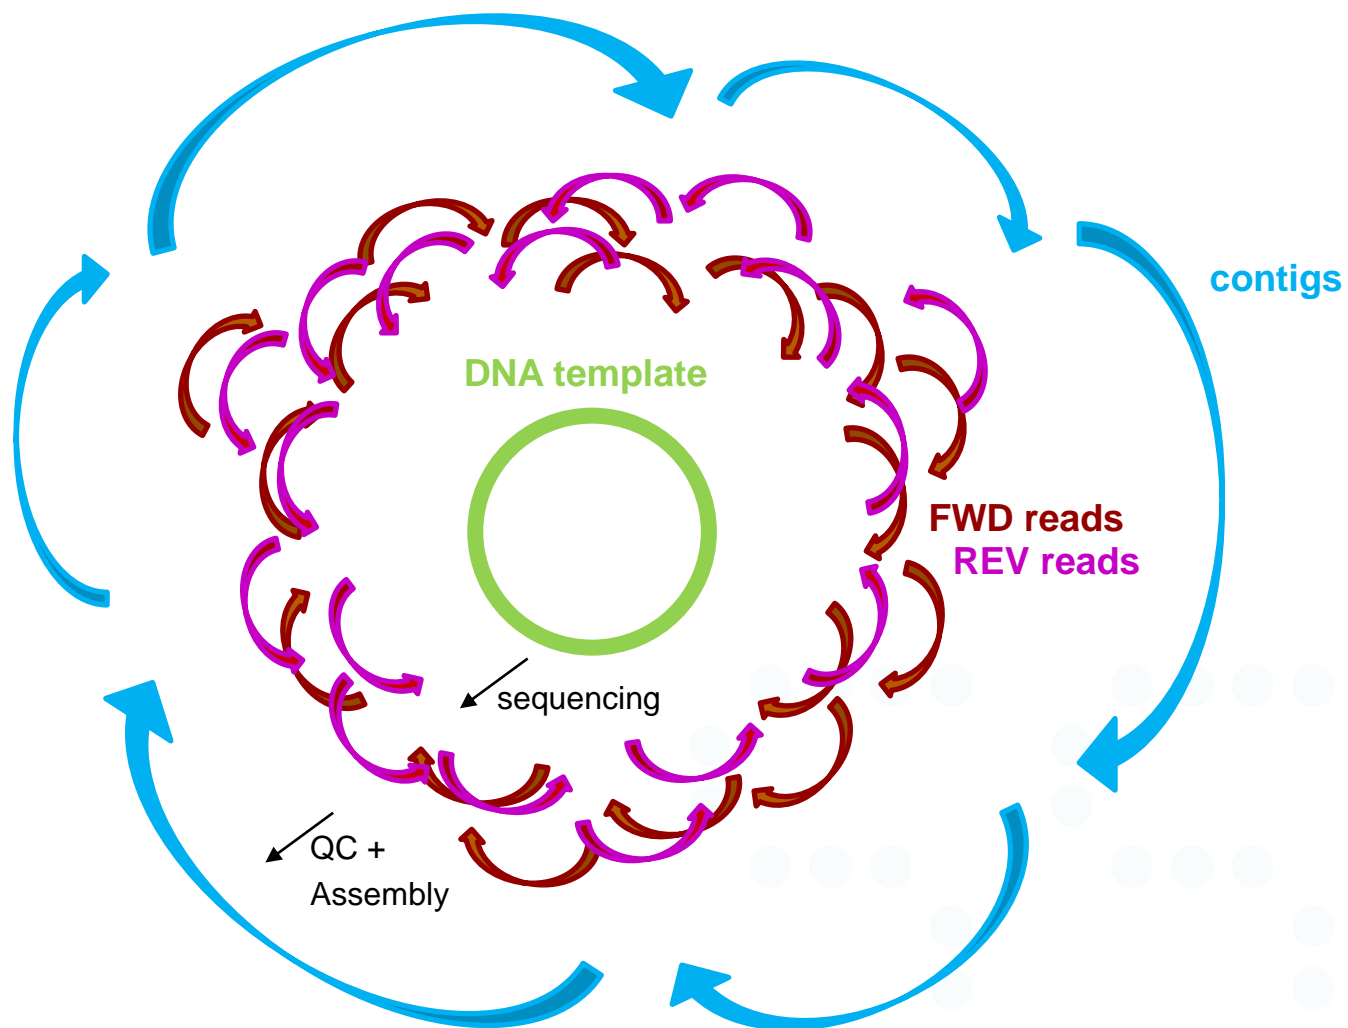 contigs
DNA template
FWD reads
REV reads
sequencing
QC +
Assembly